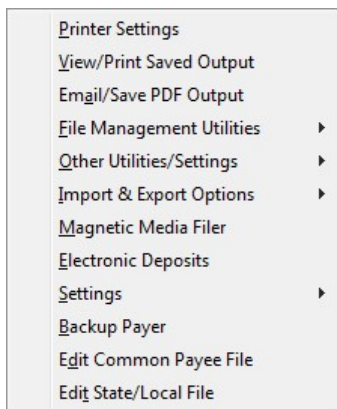 Printer Settings
View/Print Saved Output
Email/Save PDF Output
File Management Utilities
Other Utilities/Settings
Import & Export Options
Magnetic Media Filer
Electronic Deposits
Settings
Backup Payer
Edit Common Payee File
Edit State/Local File